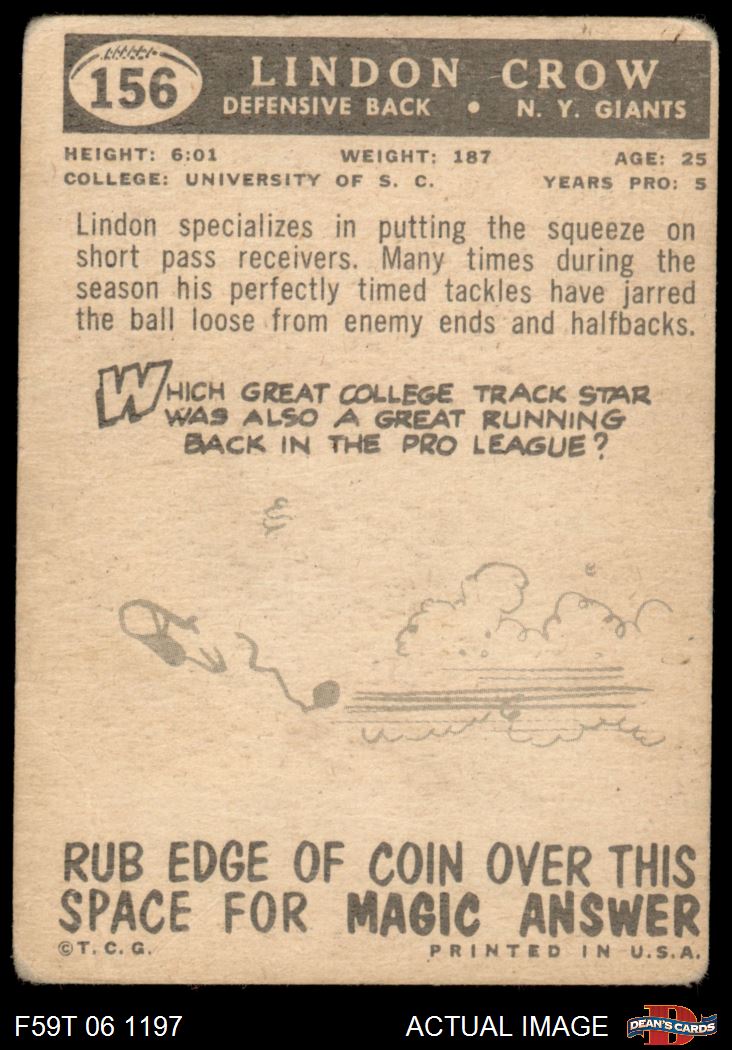 156
LINDON CROW
DEFENSIVE BACK • N. Y. GIANTS
HEIGHT: 6:01 WEIGHT: 187 AGE: 25
COLLEGE: UNIVERSITY OF S. C. YEARS PRO: 5
Lindon specializes in putting the squeeze on
short pass receivers. Many times during the
season his perfectly timed tackles have jarred
the ball loose from enemy ends and halfbacks.
WHICH GREAT COLLEGE TRACK STAR
WAS ALSO A GREAT RUNNING
BACK IN THE PRO LEAGUE?
RUB EDGE OF COIN OVER THIS
SPACE FOR MAGIC ANSWER
© T. C. G. PRINTED IN U.S.A.
F59T 06 1197 ACTUAL IMAGE D DEAN'S CARDS